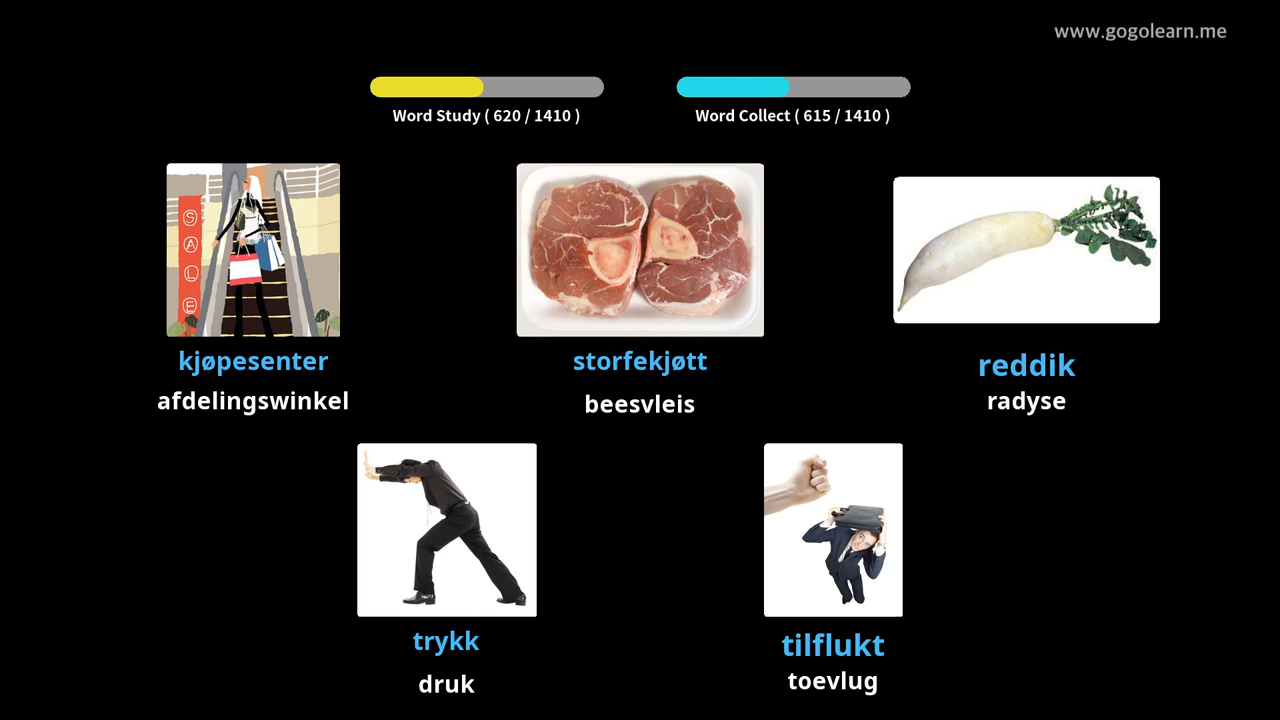 www.gogolearn.me
Word Study ( 620 / 1410 )
Word Collect ( 615 / 1410 )
S
A
L
E
kjøpesenter
afdelingswinkel
storfekjøtt
beesvleis
reddik
radyse
trykk
druk
tilflukt
toevlug